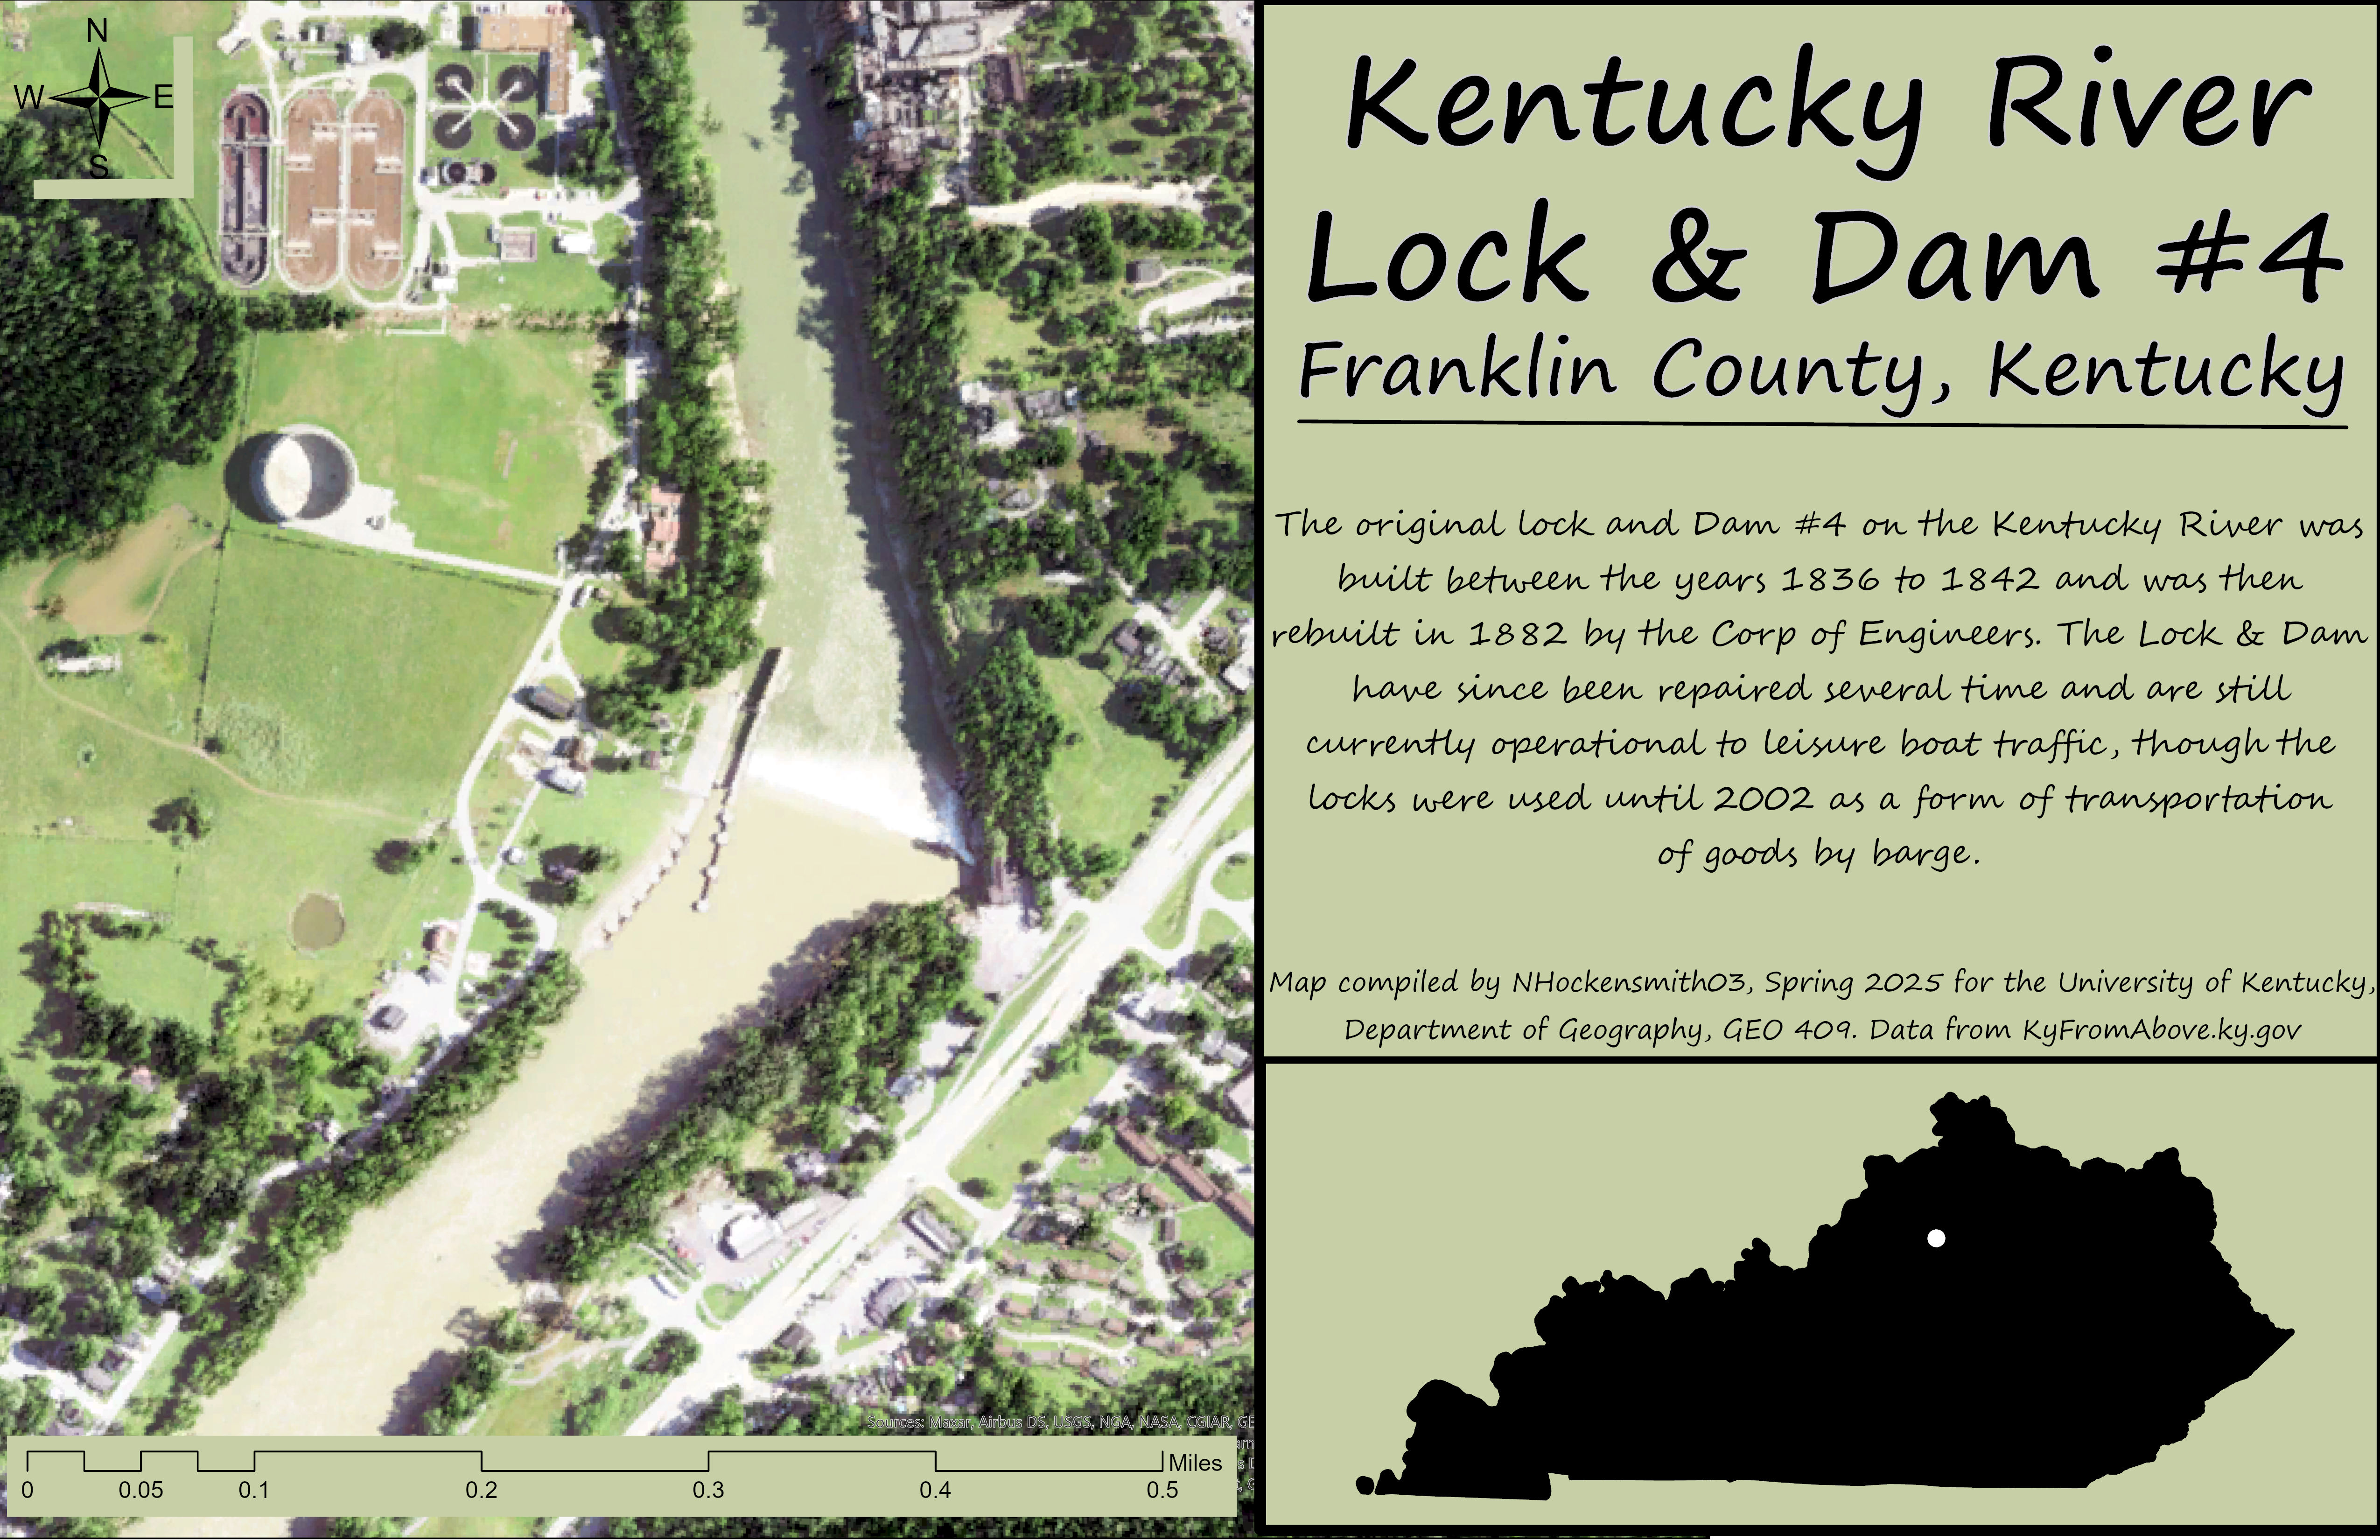 N
W E
S
Kentucky River
Lock & Dam #4
Franklin County, Kentucky
The original lock and Dam #4 on the Kentucky River was
built between the years 1836 to 1842 and was then
rebuilt in 1882 by the Corp of Engineers. The Lock & Dam
have since been repaired several time and are still
currently operational to leisure boat traffic, though the
locks were used until 2002 as a form of transportation
of goods by barge.
Map compiled by NHockensmith03, Spring 2025 for the University of Kentucky,
Department of Geography, GEO 409. Data from KyFromAbove.ky.gov
Sources: Maxar, Airbus DS, USGS, NGA, NASA, CGIAR,
Miles
0 0.05 0.1 0.2 0.3 0.4 0.5